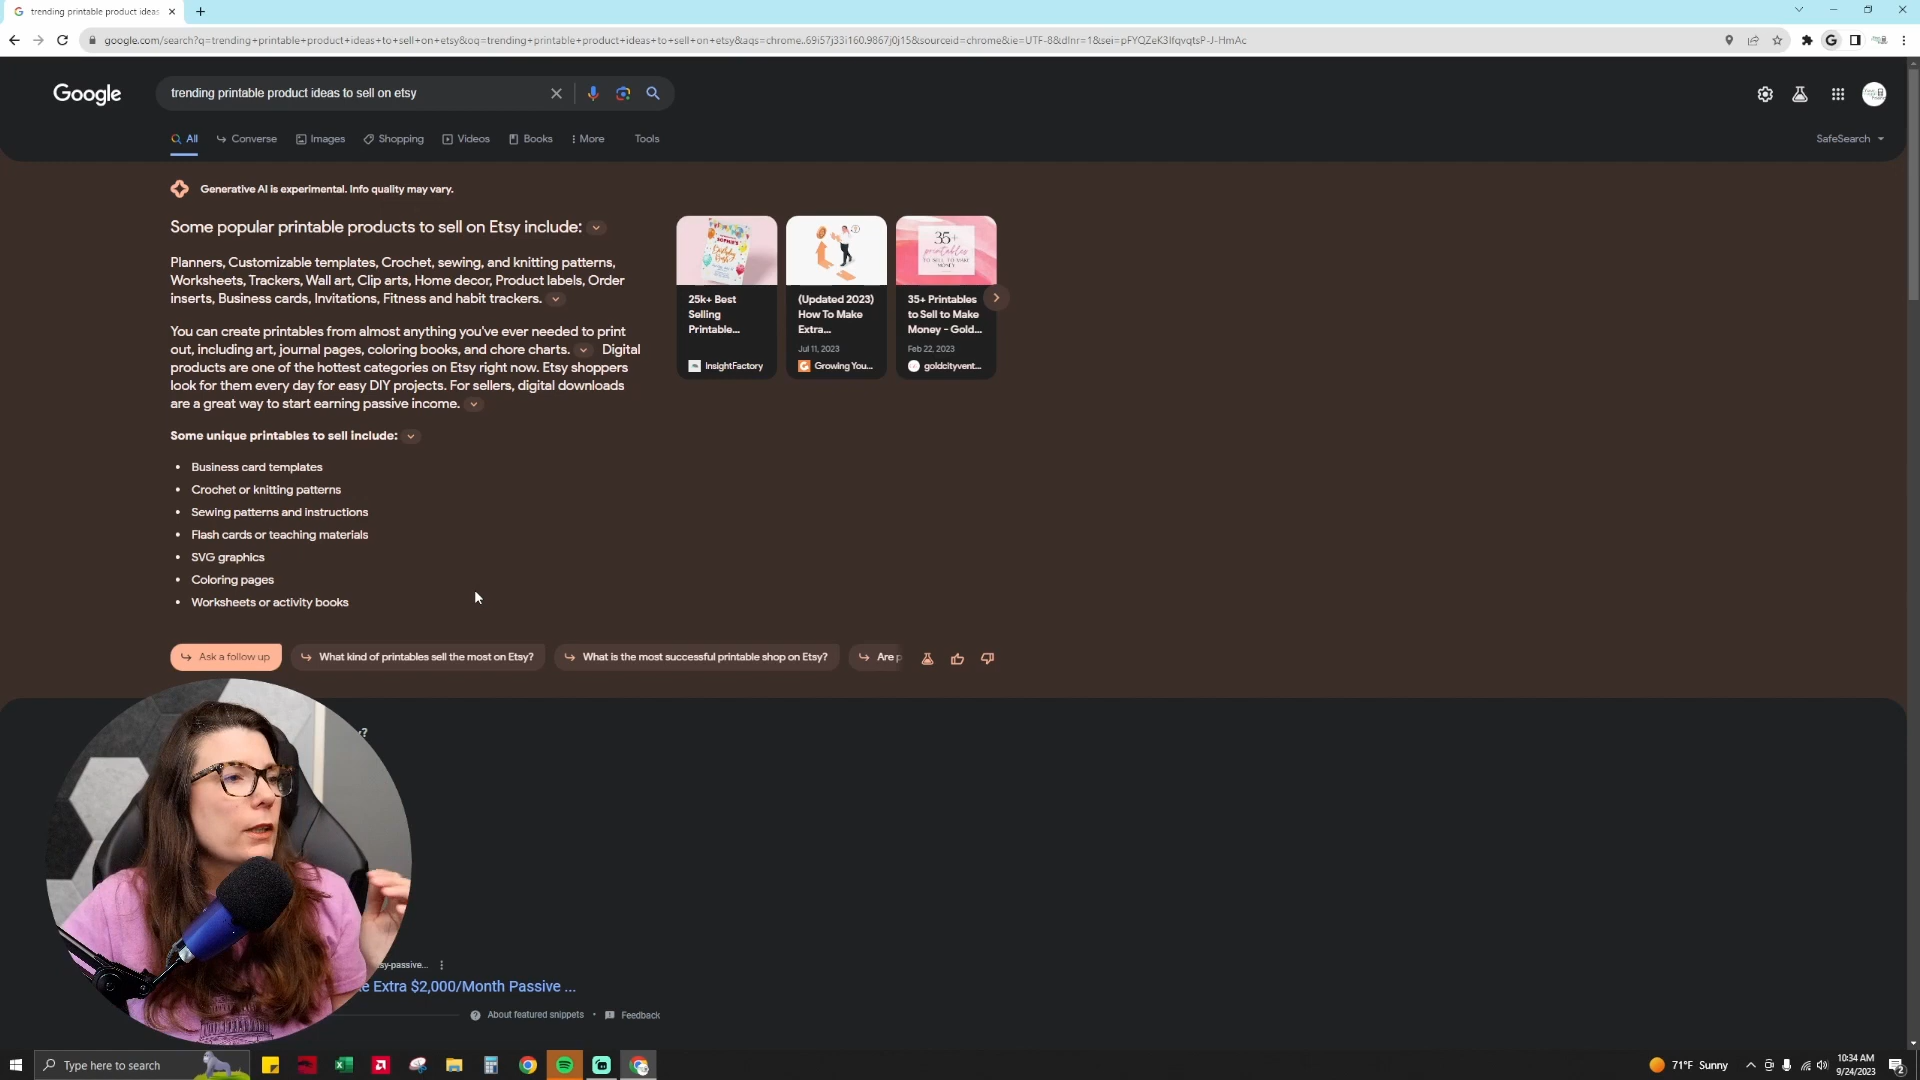 trending printable product ideas
google.com/search?q=trending+printable+product+ideas+to+sell+on+etsy&oq=trending+printable+product+ideas+to+sell+on+etsy&aqs=chrome..69i57j33i160.9867j0j15&sourceid=chrome&ie=UTF-8&dlnr=1&sei=pFYQZeK3IfqvqtsP-J-HmAc
Google
trending printable product ideas to sell on etsy
All Converse Images Shopping Videos Books More Tools SafeSearch
Generative AI is experimental. Info quality may vary.
Some popular printable products to sell on Etsy include:
Planners, Customizable templates, Crochet, sewing, and knitting patterns,
Worksheets, Trackers, Wall art, Clip arts, Home decor, Product labels, Order
inserts, Business cards, Invitations, Fitness and habit trackers.
You can create printables from almost anything you've ever needed to print
out, including art, journal pages, coloring books, and chore charts. Digital
products are one of the hottest categories on Etsy right now. Etsy shoppers
look for them every day for easy DIY projects. For sellers, digital downloads
are a great way to start earning passive income.
Some unique printables to sell include:
• Business card templates
• Crochet or knitting patterns
• Sewing patterns and instructions
• Flash cards or teaching materials
• SVG graphics
• Coloring pages
• Worksheets or activity books
25k+ Best
Selling
Printable...
InsightFactory
(Updated 2023)
How To Make
Extra...
Jul 11, 2023
Growing You...
35+
printables
TO SELL TO MAKE
MONEY
35+ Printables
to Sell to Make
Money - Gold...
Feb 22, 2023
goldcityvent...
Ask a follow up
What kind of printables sell the most on Etsy?
What is the most successful printable shop on Etsy?
Are p
?
sy-passive...
e Extra $2,000/Month Passive ...
About featured snippets • Feedback
Type here to search
71°F Sunny
10:34 AM
9/24/2023
2